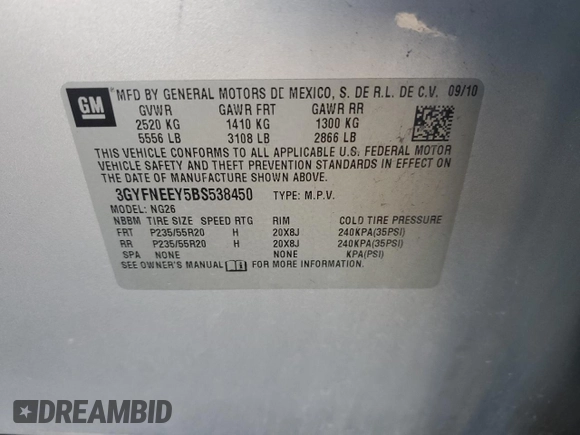 GM
MFD BY GENERAL MOTORS DE MEXICO, S. DE R.L. DE C.V. 09/10
GVWR GAWR FRT GAWR RR
2520 KG 1410 KG 1300 KG
5556 LB 3108 LB 2866 LB
THIS VEHICLE CONFORMS TO ALL APPLICABLE U.S. FEDERAL MOTOR
VEHICLE SAFETY AND THEFT PREVENTION STANDARDS IN EFFECT ON
THE DATE OF MANUFACTURE SHOWN ABOVE.
3GYFNEEY5BS538450 TYPE: M.P.V.
MODEL: NG26
NBBM TIRE SIZE SPEED RTG RIM COLD TIRE PRESSURE
FRT P235/55R20 H 20X8J 240KPA(35PSI)
RR P235/55R20 H 20X8J 240KPA(35PSI)
SPA NONE NONE KPA(PSI)
SEE OWNER'S MANUAL FOR MORE INFORMATION.
DREAMBID